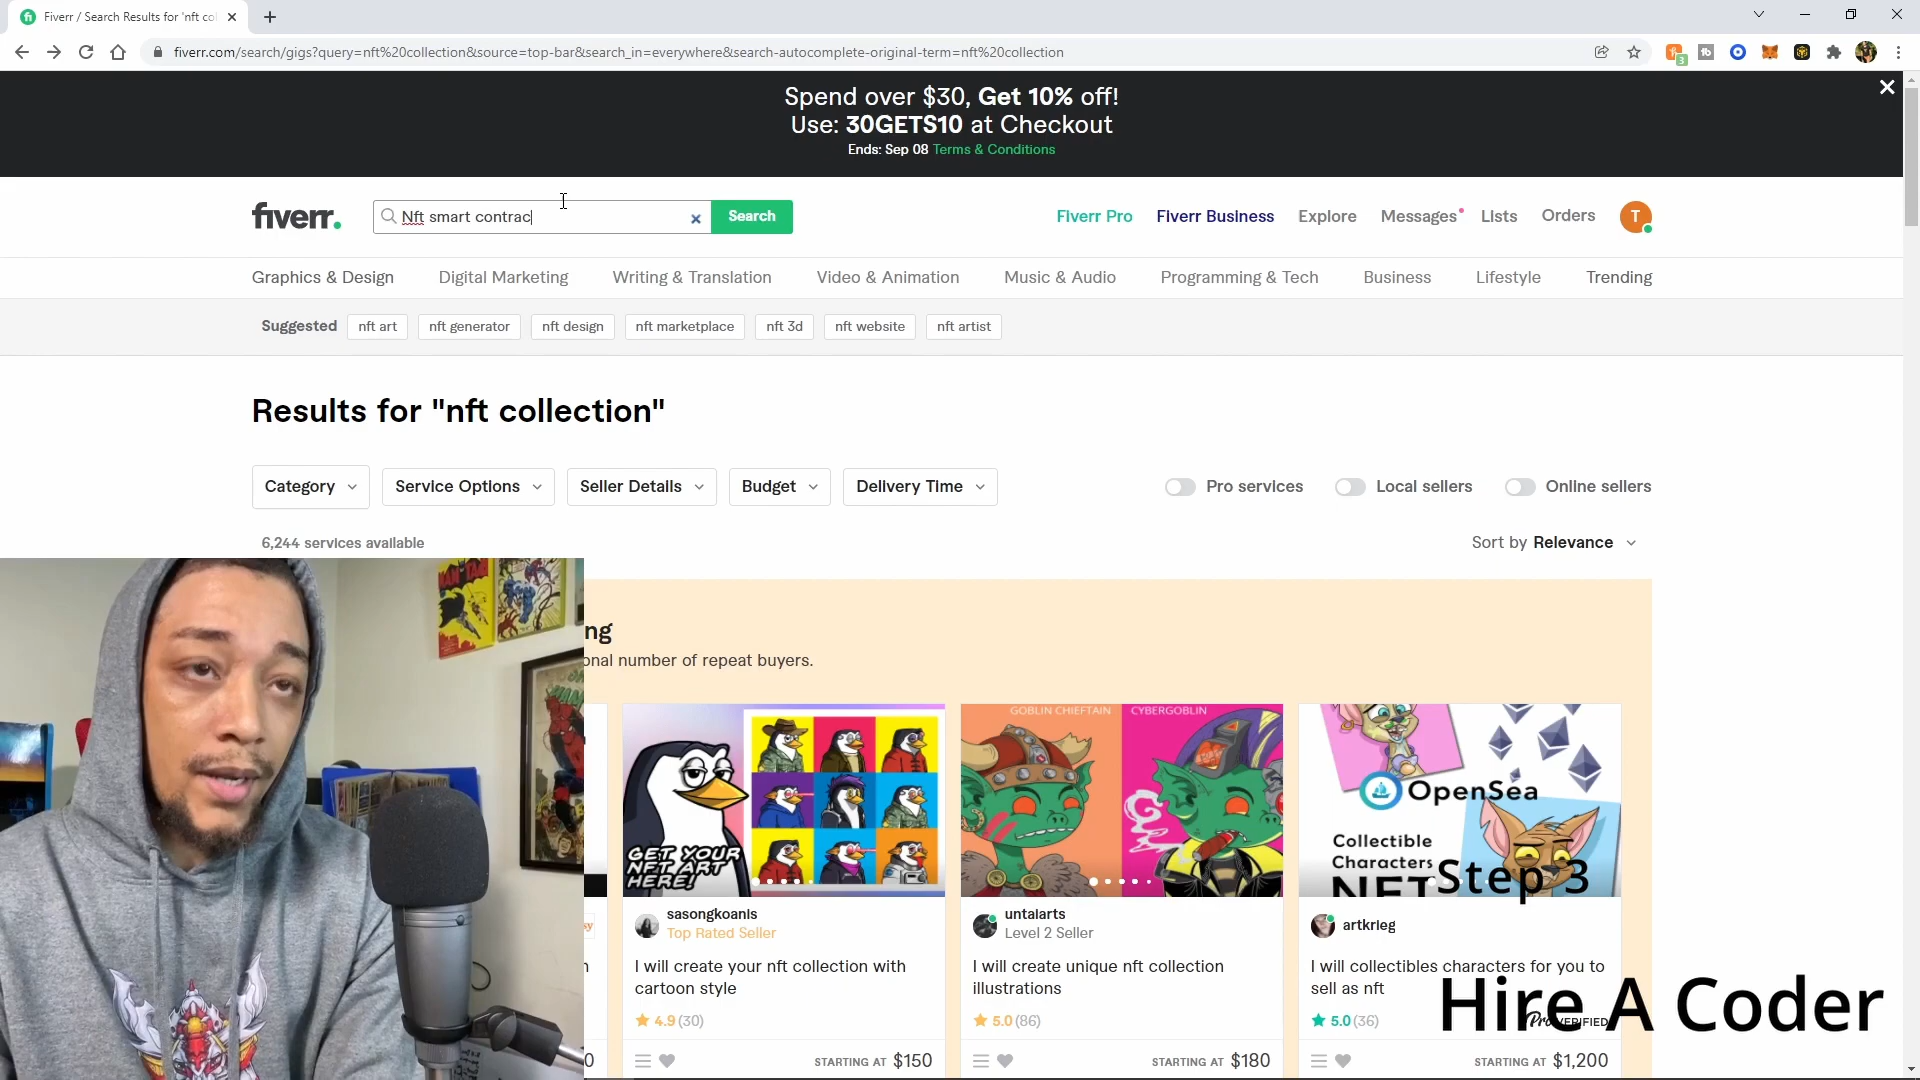 Fiverr / Search Results for 'nft col
fiverr.com/search/gigs?query=nft%20collection&source=top-bar&search_in=everywhere&search-autocomplete-original-term=nft%20collection
3
Spend over $30, Get 10% off!
Use: 30GETS10 at Checkout
Ends: Sep 08 Terms & Conditions
fiverr.
Nft smart contrac
Search
Fiverr Pro
Fiverr Business
Explore
Messages
Lists
Orders
T
Graphics & Design
Digital Marketing
Writing & Translation
Video & Animation
Music & Audio
Programming & Tech
Business
Lifestyle
Trending
Suggested
nft art
nft generator
nft design
nft marketplace
nft 3d
nft website
nft artist
Results for "nft collection"
Category
Service Options
Seller Details
Budget
Delivery Time
Pro services
Local sellers
Online sellers
6,244 services available
Sort by Relevance
ng
onal number of repeat buyers.
GET YOUR
NFT ART
HERE!
GOBLIN CHIEFTAIN
CYBERGOBLIN
OpenSea
Collectible
Characters
NFT
Step 3
sasongkoanis
Top Rated Seller
untaiarts
Level 2 Seller
artkrieg
I will create your nft collection with
cartoon style
I will create unique nft collection
illustrations
I will collectibles characters for you to
sell as nft
Hire A Coder
4.9 (30)
5.0 (86)
5.0 (36)
Pro VERIFIED
0
STARTING AT $150
STARTING AT $180
STARTING AT $1,200